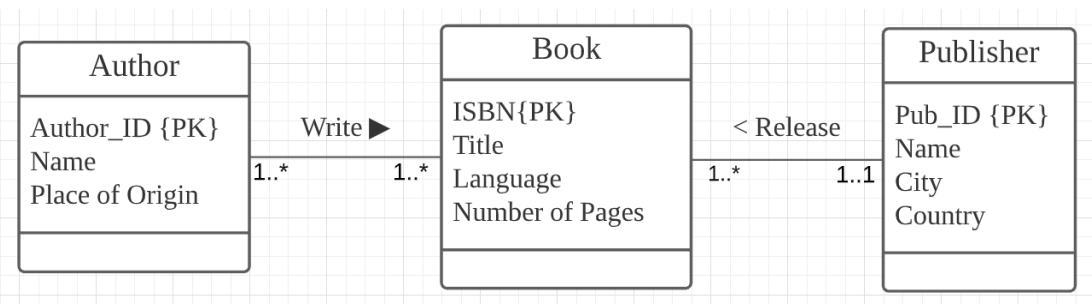 Author
Author_ID {PK}
Name
Place of Origin
Write ▶
1..*
1..*
Book
ISBN{PK}
Title
Language
Number of Pages
< Release
1..*
1..1
Publisher
Pub_ID {PK}
Name
City
Country